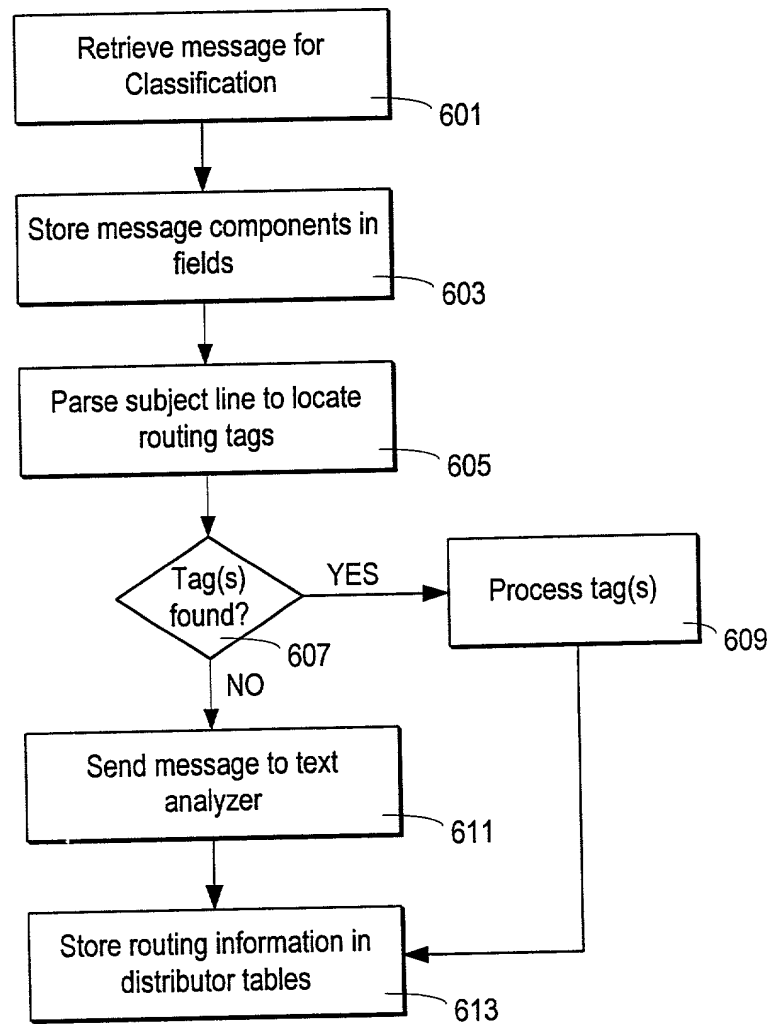 Retrieve message for
Classification
601
Store message components in
fields
603
Parse subject line to locate
routing tags
605
Tag(s)
found?
607
YES
Process tag(s)
609
NO
Send message to text
analyzer
611
Store routing information in
distributor tables
613